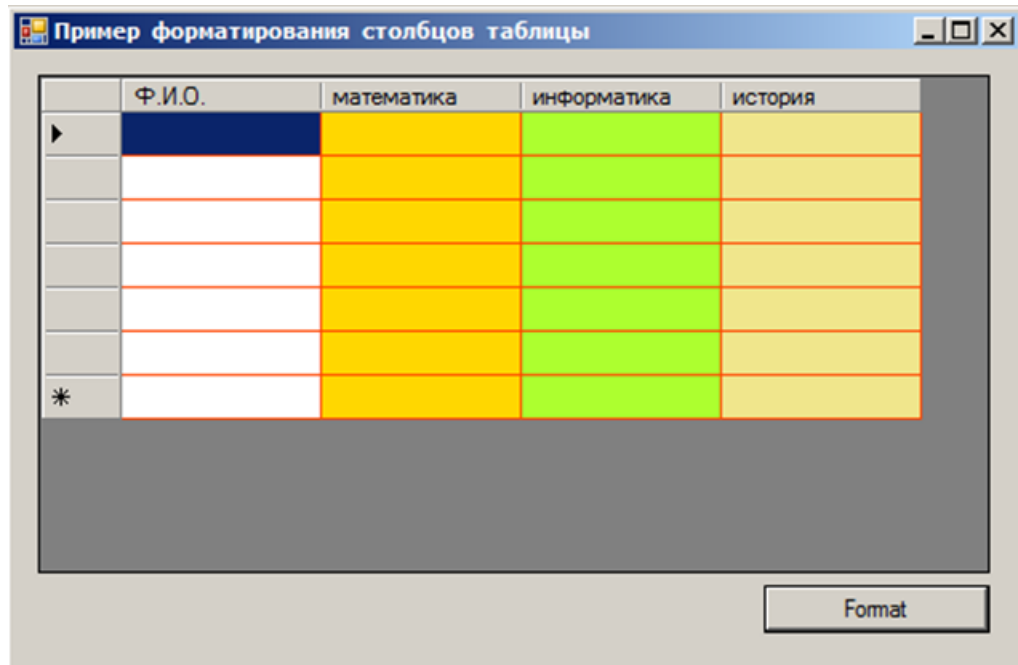 Пример форматирования столбцов таблицы
Ф.И.О. математика информатика история
Format